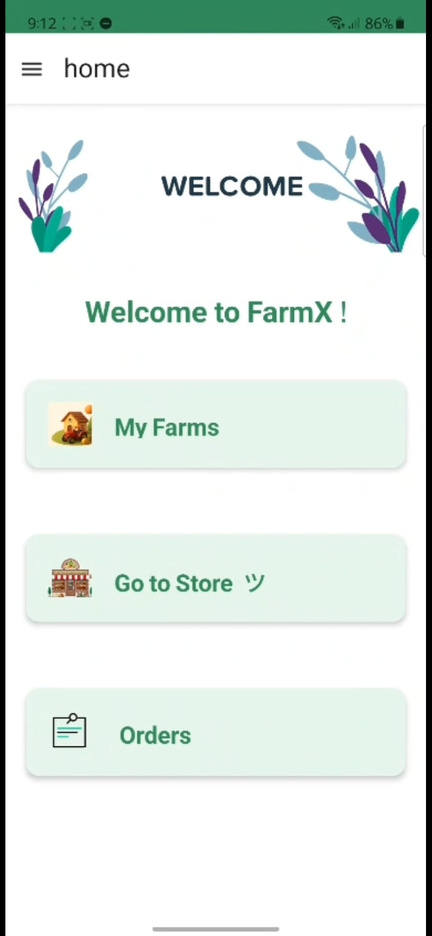 9:12 86%
home
WELCOME
Welcome to FarmX !
My Farms
Go to Store ツ
Orders